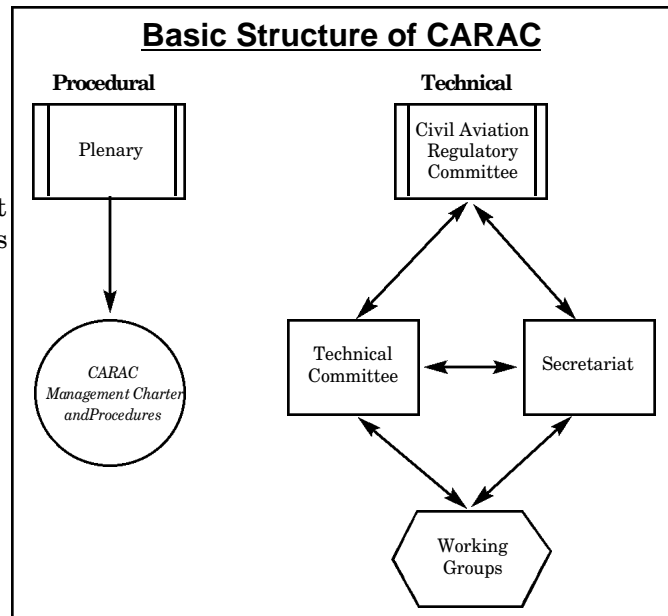 Basic Structure of CARAC
Procedural
Technical
Plenary
Civil Aviation
Regulatory
Committee
t
s
CARAC
Management Charter
andProcedures
Technical
Committee
Secretariat
Working
Groups